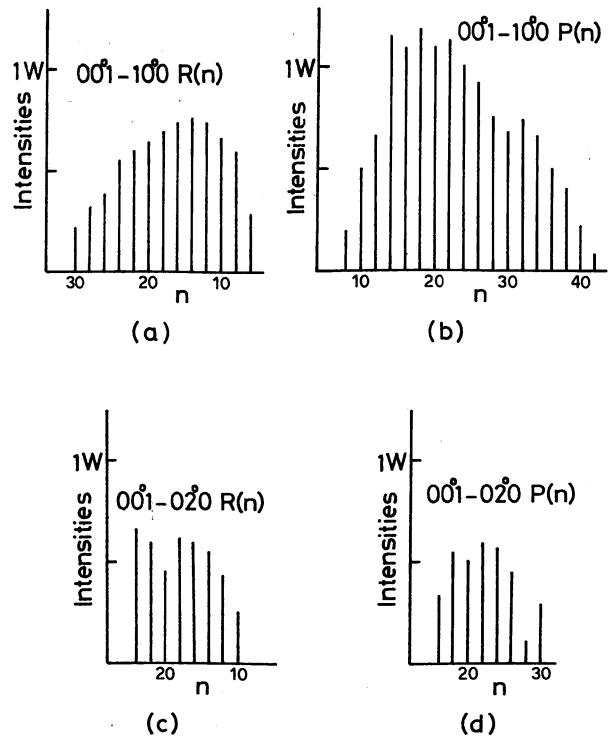 1W
00°1-10°0 R(n)
Intensities
30 20 10
n
(a)
1W
00°1-10°0 P(n)
Intensities
10 20 30 40
n
(b)
1W
00°1-02°0 R(n)
Intensities
20 10
n
(c)
1W
00°1-02°0 P(n)
Intensities
20 30
n
(d)